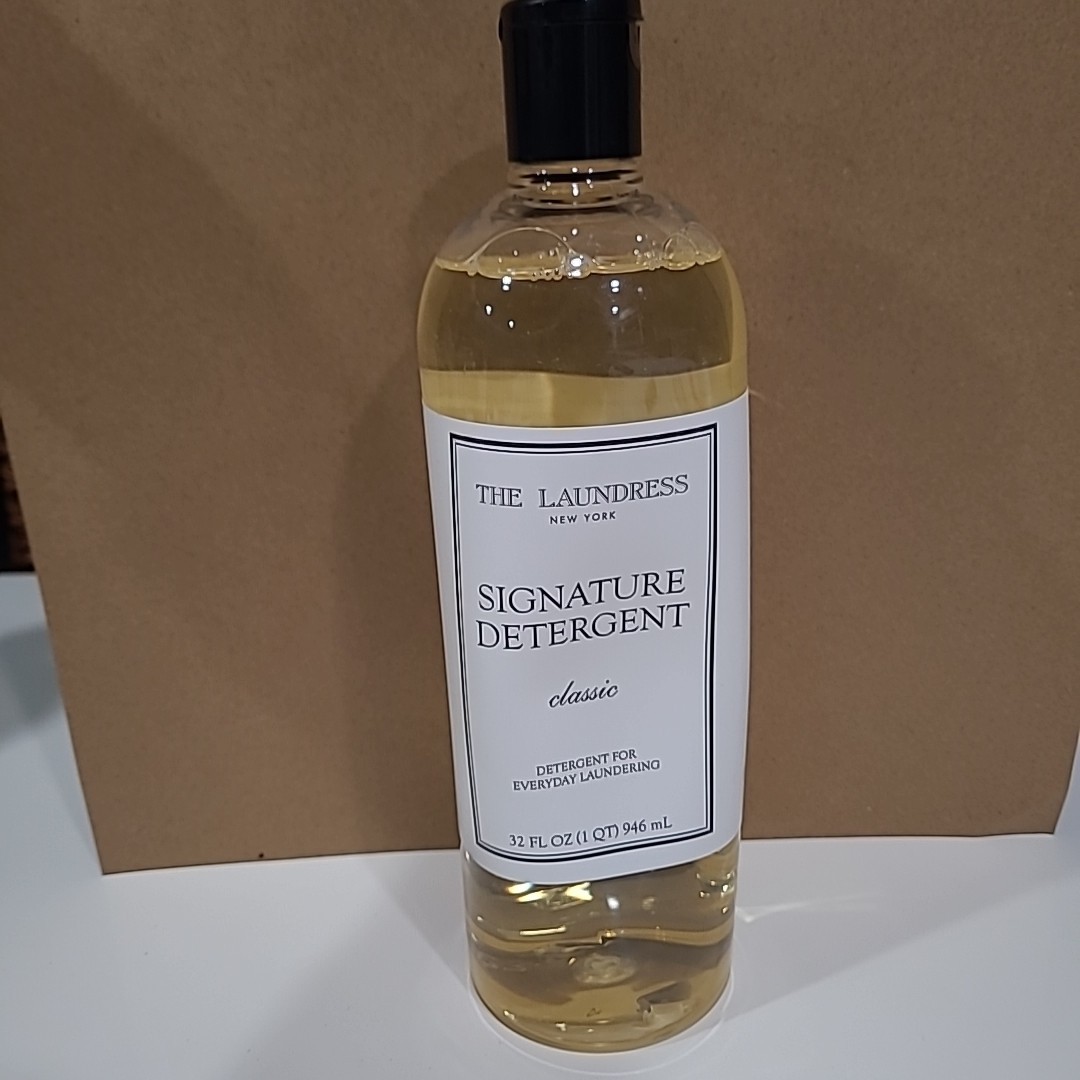 THE LAUNDRESS
NEW YORK
SIGNATURE
DETERGENT
classic
DETERGENT FOR
EVERYDAY LAUNDERING
32 FL OZ (1 QT) 946 mL